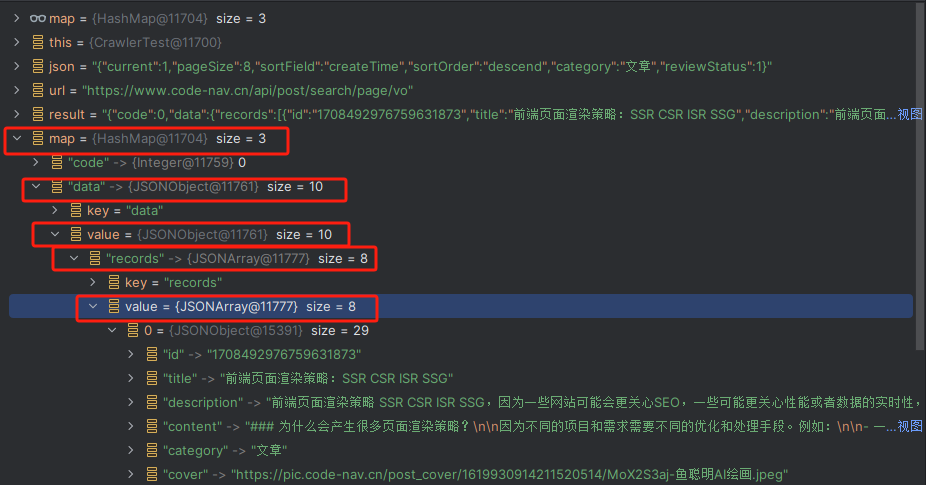 map = {HashMap@11704} size = 3
this = {CrawlerTest@11700}
json = "{"current":1,"pageSize":8,"sortField":"createTime","sortOrder":"descend","category":"文章","reviewStatus":1}"
url = "https://www.code-nav.cn/api/post/search/page/vo"
result = "{"code":0,"data":{"records":[{"id":"1708492976759631873","title":"前端页面渲染策略：SSR CSR ISR SSG","description":"前端页面...视图
map = {HashMap@11704} size = 3
"code" -> {Integer@11759} 0
"data" -> {JSONObject@11761} size = 10
key = "data"
value = {JSONObject@11761} size = 10
"records" -> {JSONArray@11777} size = 8
key = "records"
value = {JSONArray@11777} size = 8
0 = {JSONObject@15391} size = 29
"id" -> "1708492976759631873"
"title" -> "前端页面渲染策略：SSR CSR ISR SSG"
"description" -> "前端页面渲染策略 SSR CSR ISR SSG，因为一些网站可能会更关心SEO，一些可能更关心性能或者数据的实时性，
"content" -> "### 为什么会产生很多页面渲染策略？\n\n因为不同的项目和需求需要不同的优化和处理手段。例如：\n\n- 一...视图
"category" -> "文章"
"cover" -> "https://pic.code-nav.cn/post_cover/1619930914211520514/MoX2S3aj-鱼聪明AI绘画.jpeg"